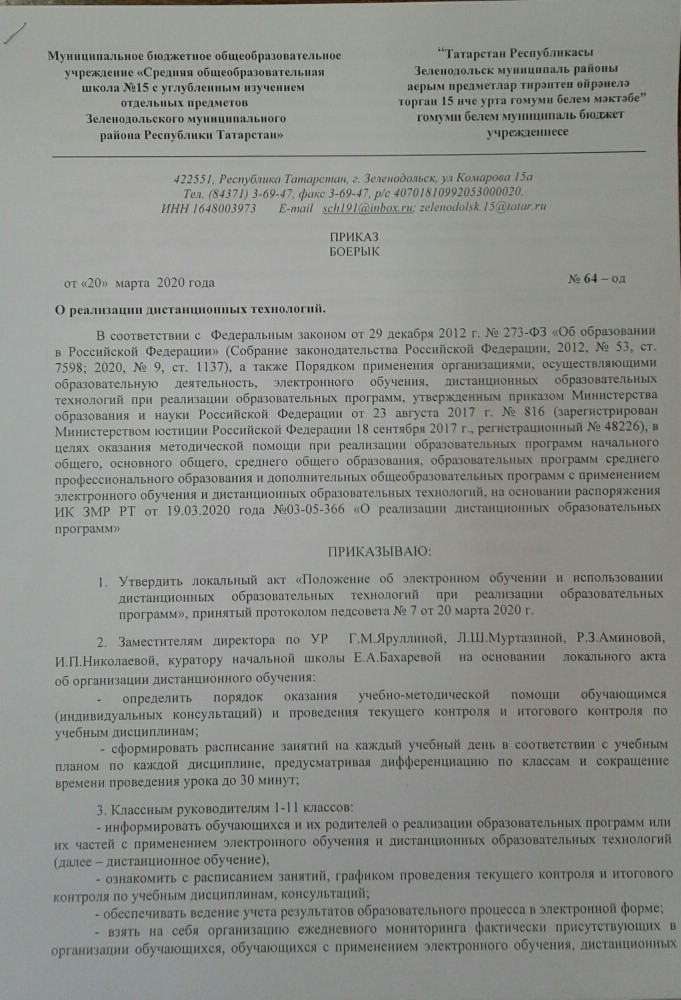 Муниципальное бюджетное общеобразовательное
учреждение «Средняя общеобразовательная
школа №15 с углубленным изучением
отдельных предметов
Зеленодольского муниципального
района Республики Татарстан»
“Татарстан Республикасы
Зеленодольск муниципаль районы
аерым предметлар тирәнтен өйрәнелә
торган 15 нче урта гомуми белем мәктәбе”
гомуми белем муниципаль бюджет
учреждениесе
422551, Республика Татарстан, г. Зеленодольск, ул Комарова 15а
Тел. (84371) 3-69-47, факс 3-69-47, р/с 40701810992053000020.
ИНН 1648003973 E-mail sch191@inbox.ru; zelenodolsk.15@tatar.ru
ПРИКАЗ
БОЕРЫК
от «20» марта 2020 года № 64 – од
О реализации дистанционных технологий.
В соответствии с Федеральным законом от 29 декабря 2012 г. № 273-ФЗ «Об образовании
в Российской Федерации» (Собрание законодательства Российской Федерации, 2012, № 53, ст.
7598; 2020, № 9, ст. 1137), а также Порядком применения организациями, осуществляющими
образовательную деятельность, электронного обучения, дистанционных образовательных
технологий при реализации образовательных программ, утвержденным приказом Министерства
образования и науки Российской Федерации от 23 августа 2017 г. № 816 (зарегистрирован
Министерством юстиции Российской Федерации 18 сентября 2017 г., регистрационный № 48226), в
целях оказания методической помощи при реализации образовательных программ начального
общего, основного общего, среднего общего образования, образовательных программ среднего
профессионального образования и дополнительных общеобразовательных программ с применением
электронного обучения и дистанционных образовательных технологий, на основании распоряжения
ИК ЗМР РТ от 19.03.2020 года №03-05-366 «О реализации дистанционных образовательных
программ»
ПРИКАЗЫВАЮ:
1. Утвердить локальный акт «Положение об электронном обучении и использовании
дистанционных образовательных технологий при реализации образовательных
программ», принятый протоколом педсовета № 7 от 20 марта 2020 г.
2. Заместителям директора по УР Г.М.Яруллиной, Л.Ш.Муртазиной, Р.З.Аминовой,
И.П.Николаевой, куратору начальной школы Е.А.Бахаревой на основании локального акта
об организации дистанционного обучения:
- определить порядок оказания учебно-методической помощи обучающимся
(индивидуальных консультаций) и проведения текущего контроля и итогового контроля по
учебным дисциплинам;
- сформировать расписание занятий на каждый учебный день в соответствии с учебным
планом по каждой дисциплине, предусматривая дифференциацию по классам и сокращение
времени проведения урока до 30 минут;
3. Классным руководителям 1-11 классов:
- информировать обучающихся и их родителей о реализации образовательных программ или
их частей с применением электронного обучения и дистанционных образовательных технологий
(далее – дистанционное обучение),
- ознакомить с расписанием занятий, графиком проведения текущего контроля и итогового
контроля по учебным дисциплинам, консультаций;
- обеспечивать ведение учета результатов образовательного процесса в электронной форме;
- взять на себя организацию ежедневного мониторинга фактически присутствующих в
организации обучающихся, обучающихся с применением электронного обучения, дистанционных